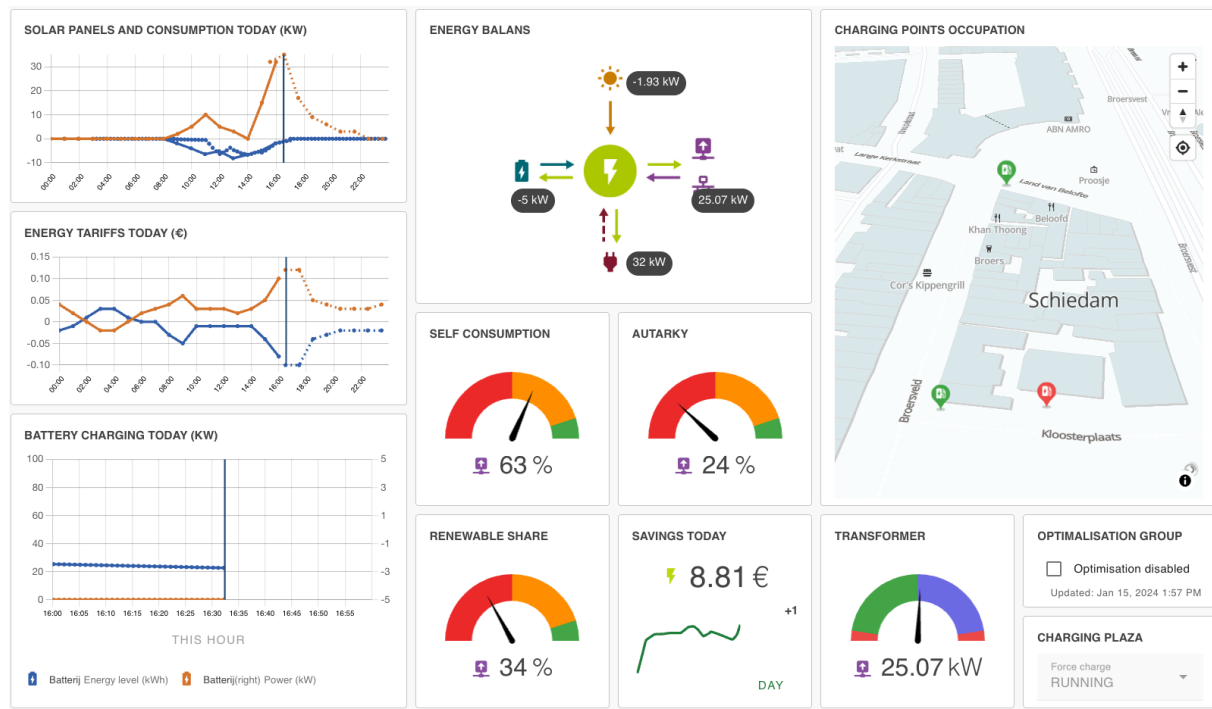 SOLAR PANELS AND CONSUMPTION TODAY (KW)
30
20
10
0
-10
00:00 02:00 04:00 06:00 08:00 10:00 12:00 14:00 16:00 18:00 20:00 22:00
ENERGY TARIFFS TODAY (€)
0.15
0.10
0.05
0
-0.05
-0.10
00:00 02:00 04:00 06:00 08:00 10:00 12:00 14:00 16:00 18:00 20:00 22:00
BATTERY CHARGING TODAY (KW)
100 5
80 3
60 1
40 -1
20 -3
0 -5
16:00 16:05 16:10 16:15 16:20 16:25 16:30 16:35 16:40 16:45 16:50 16:55
THIS HOUR
Batterij Energy level (kWh) Batterij(right) Power (kW)
ENERGY BALANS
-1.93 kW
-5 kW
25.07 kW
32 kW
SELF CONSUMPTION
63 %
AUTARKY
24 %
RENEWABLE SHARE
34 %
SAVINGS TODAY
8.81 €
+1
DAY
CHARGING POINTS OCCUPATION
Broersvest
ABN AMRO
Lange Kerkstraat
Proosje
Land van Belofte
Beloofd
Khan Thoong
Broers
Broersvest
Cor's Kippengrill
Schiedam
Broersveld
Kloosterplaats
TRANSFORMER
25.07 kW
OPTIMALISATION GROUP
Optimisation disabled
Updated: Jan 15, 2024 1:57 PM
CHARGING PLAZA
Force charge
RUNNING